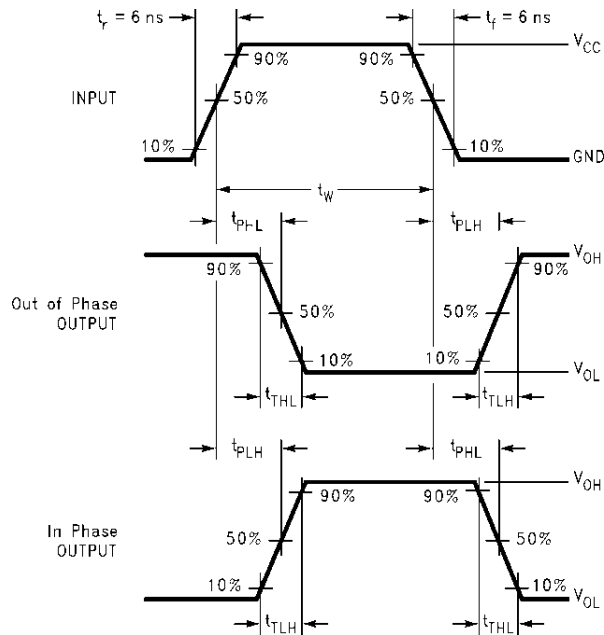 t_r = 6 ns t_f = 6 ns
V_CC
90% 90%
INPUT 50% 50%
10% 10% GND
t_W
t_PHL t_PLH
V_OH
90% 90%
Out of Phase
OUTPUT
50% 50%
10% 10%
V_OL
t_THL t_TLH
t_PLH t_PHL
V_OH
90% 90%
In Phase
OUTPUT
50% 50%
10% 10%
V_OL
t_TLH t_THL